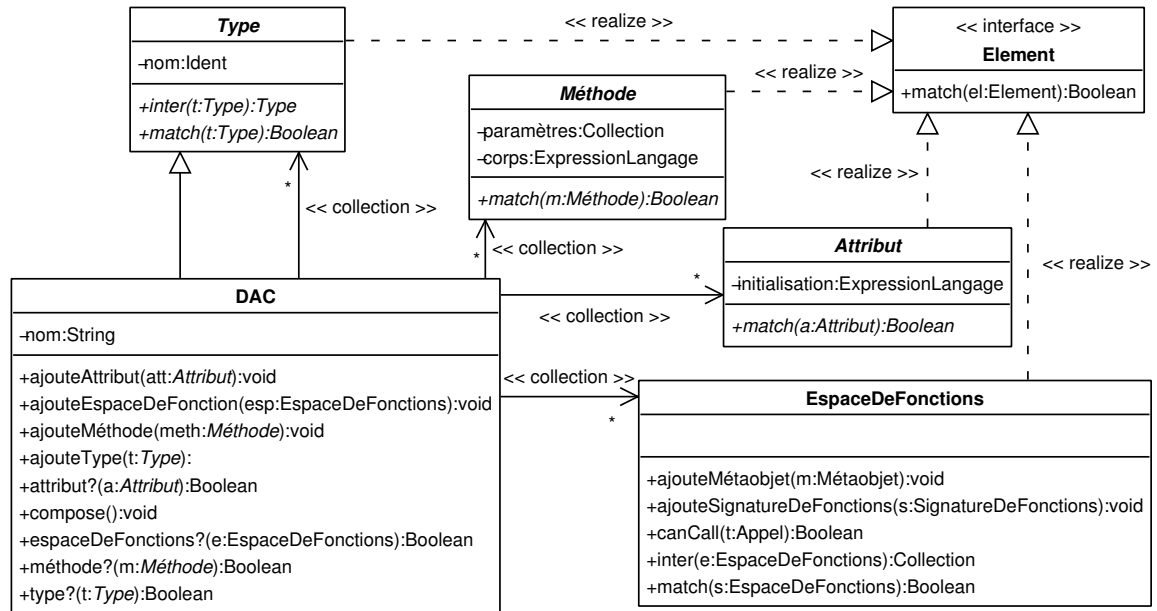 Type
-nom:Ident
+inter(t:Type):Type
+match(t:Type):Boolean
<< realize >>
<< interface >>
Element
+match(el:Element):Boolean
<< realize >>
Méthode
-paramètres:Collection
-corps:ExpressionLangage
+match(m:Méthode):Boolean
<< realize >>
*
<< collection >>
*
<< collection >>
Attribut
-initialisation:ExpressionLangage
+match(a:Attribut):Boolean
<< realize >>
*
<< collection >>
DAC
-nom:String
+ajouteAttribut(att:Attribut):void
+ajouteEspaceDeFonction(esp:EspaceDeFonctions):void
+ajouteMéthode(meth:Méthode):void
+ajouteType(t:Type):
+attribut?(a:Attribut):Boolean
+compose():void
+espaceDeFonctions?(e:EspaceDeFonctions):Boolean
+méthode?(m:Méthode):Boolean
+type?(t:Type):Boolean
<< collection >>
*
EspaceDeFonctions
+ajouteMétaobjet(m:Métaobjet):void
+ajouteSignatureDeFonctions(s:SignatureDeFonctions):void
+canCall(t:Appel):Boolean
+inter(e:EspaceDeFonctions):Collection
+match(s:EspaceDeFonctions):Boolean